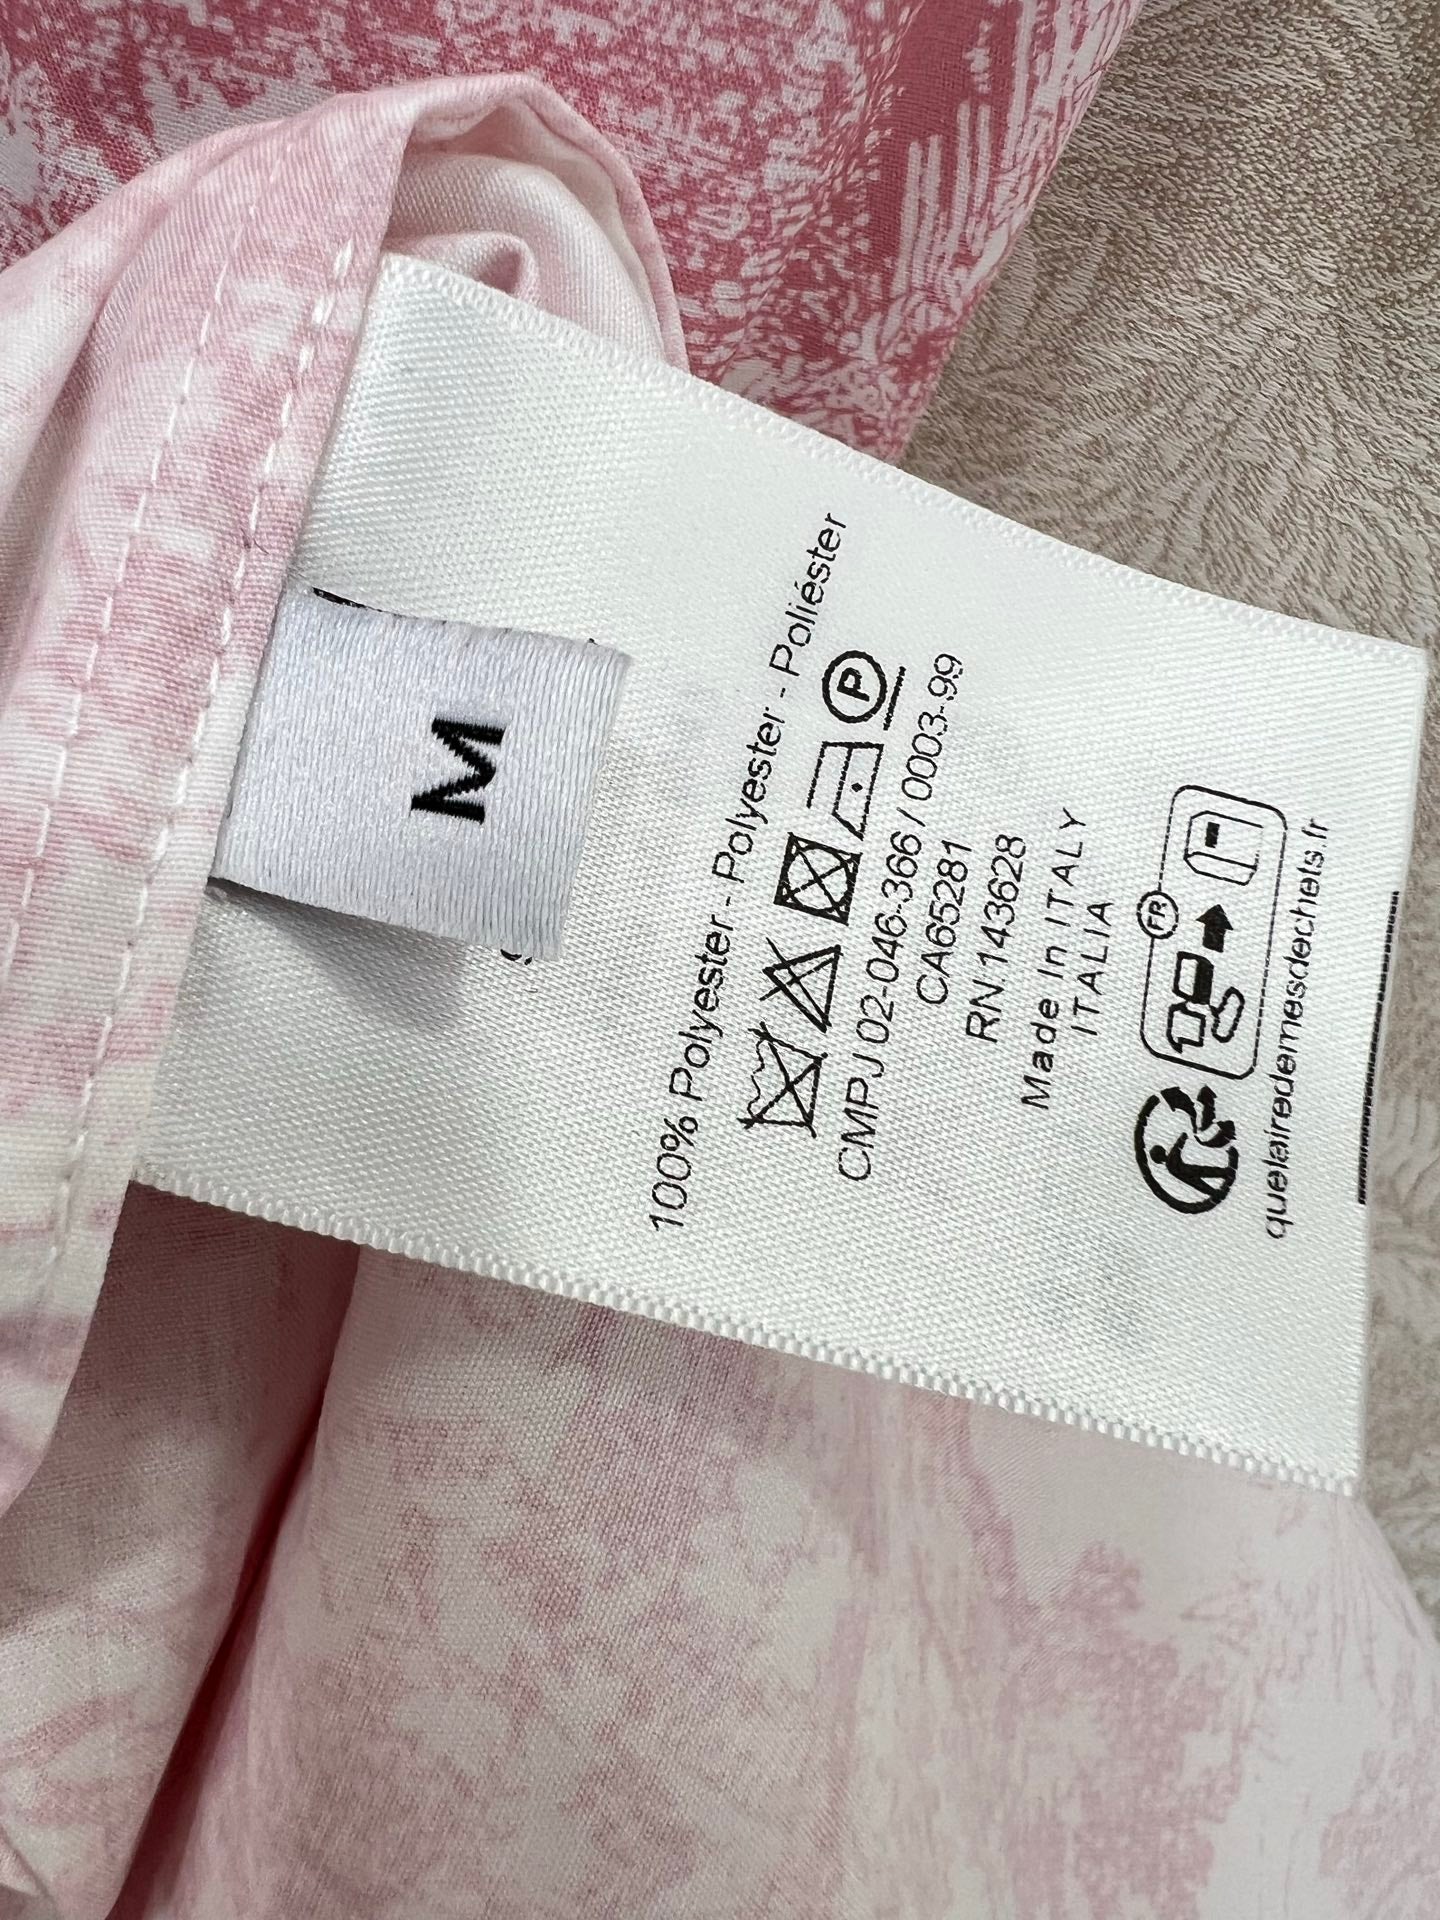 M
100% Polyester - Polyester - Polyester - Poliéster
P
CMPJ 02-046-366 / 0003-99
CA65281
RN 143628
Made In ITALY
ITALIA
FR
quelairedemesdechets.fr